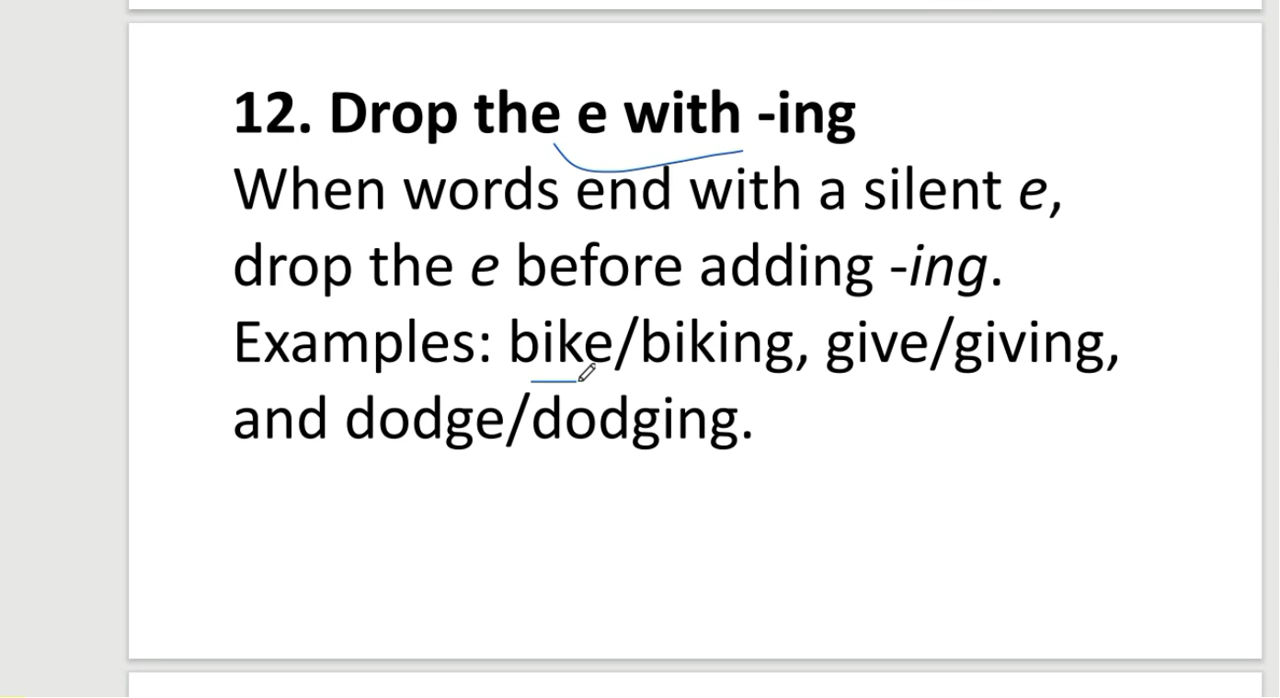 12. Drop the e with -ing
When words end with a silent e,
drop the e before adding -ing.
Examples: bike/biking, give/giving,
and dodge/dodging.